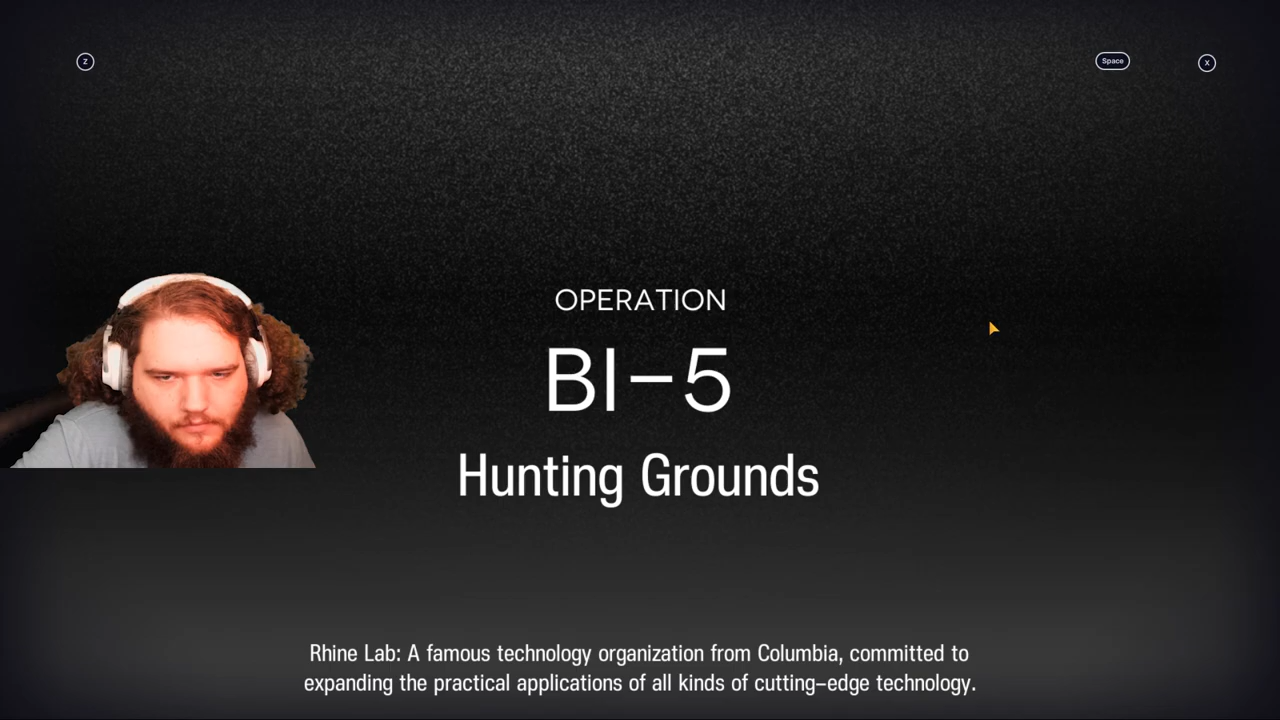 Z
Space
X
OPERATION
BI-5
Hunting Grounds
Rhine Lab: A famous technology organization from Columbia, committed to
expanding the practical applications of all kinds of cutting-edge technology.